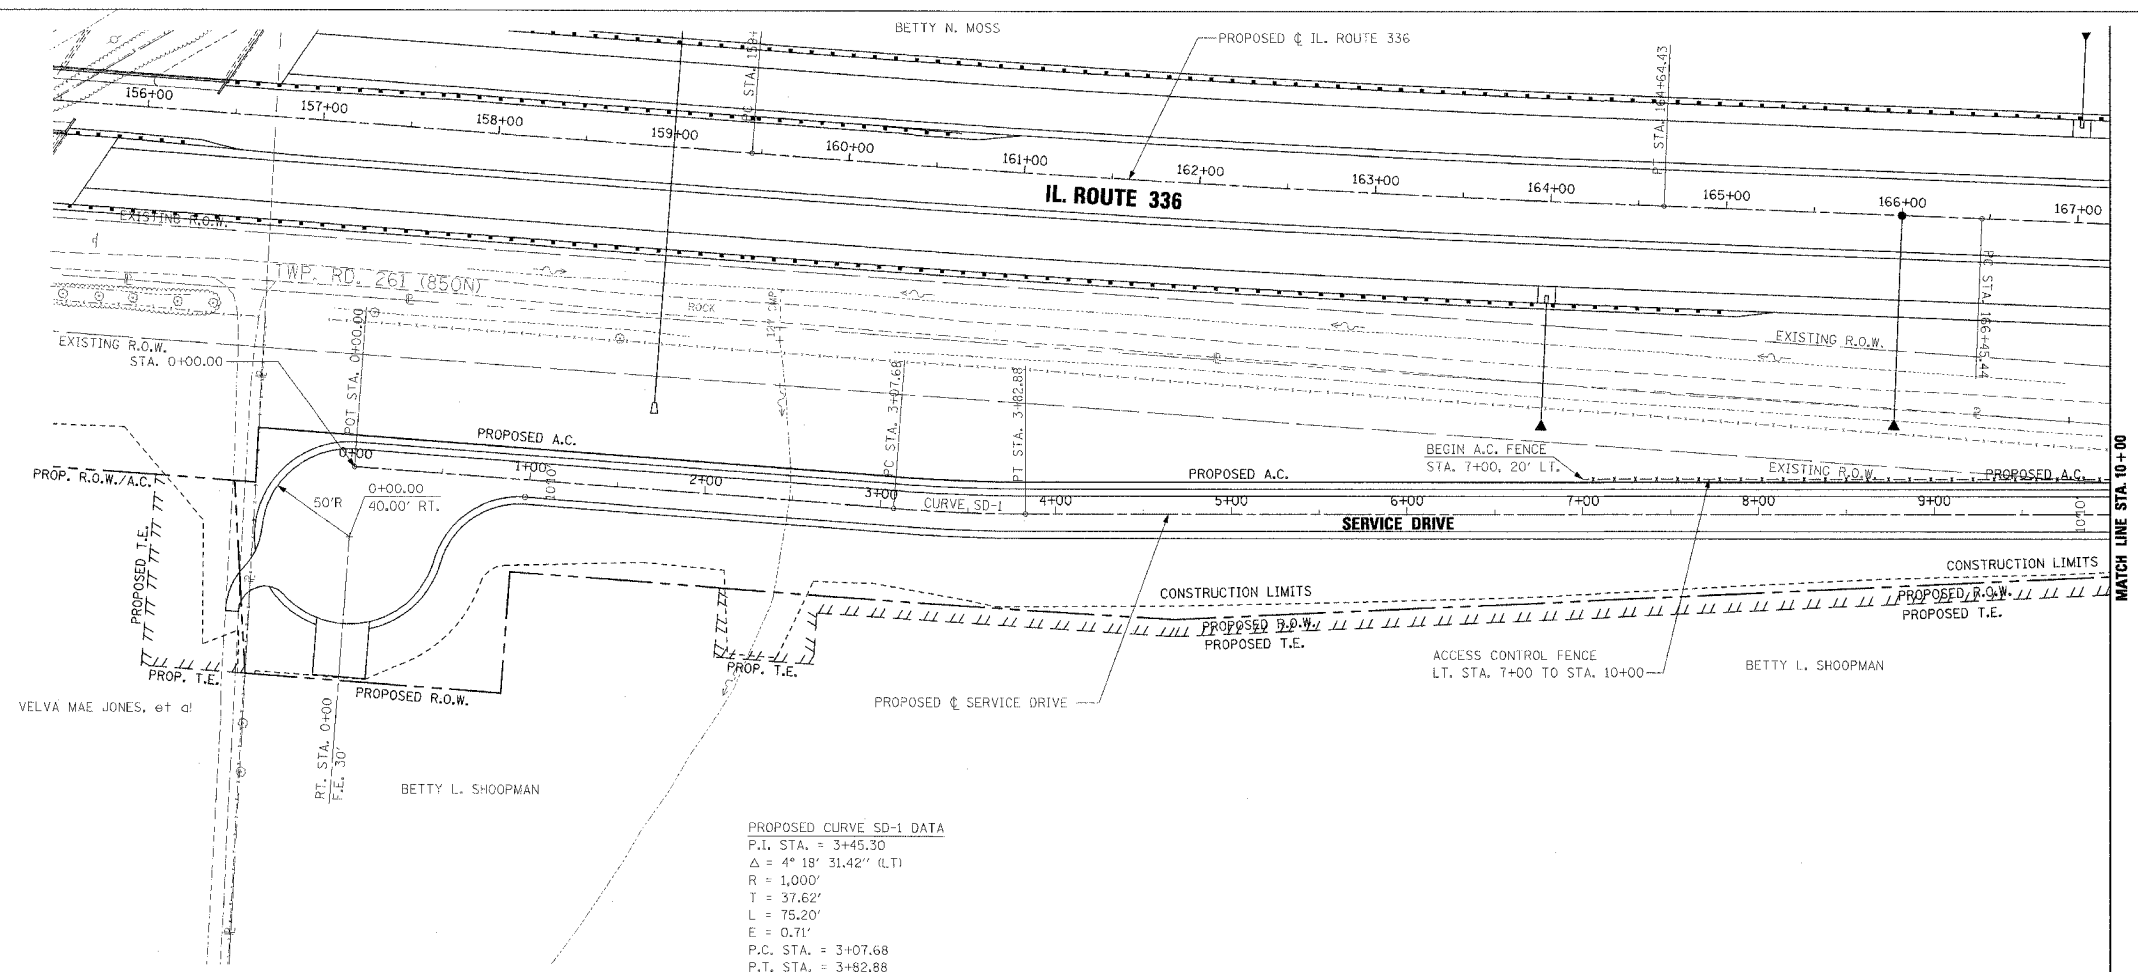 BETTY N. MOSS
PROPOSED ℄ IL. ROUTE 336
P.T. STA. 164+64.43
156+00
157+00
158+00
159+00
160+00
161+00
162+00
163+00
164+00
165+00
166+00
167+00
IL. ROUTE 336
EXISTING R.O.W.
TWP. RD. 261 (850N)
ROCK
PC STA. 166+45.44
EXISTING R.O.W.
EXISTING R.O.W.
STA. 0+00.00
POT STA. 0+00.00
PC STA. 3+07.68
PT STA. 3+82.88
PROPOSED A.C.
BEGIN A.C. FENCE
STA. 7+00, 20' LT.
PROPOSED A.C.
EXISTING R.O.W.
PROPOSED A.C.
PROP. R.O.W./A.C.
0+00
1+00
2+00
3+00
4+00
5+00
6+00
7+00
8+00
9+00
0+00.00
40.00' RT.
50'R
10'
10'
10'
10'
CURVE SD-1
SERVICE DRIVE
MATCH LINE STA. 10+00
PROPOSED T.E.
CONSTRUCTION LIMITS
CONSTRUCTION LIMITS
PROPOSED R.O.W.
PROPOSED T.E.
PROPOSED R.O.W.
PROPOSED T.E.
PROP. T.E.
PROP. T.E.
PROPOSED R.O.W.
ACCESS CONTROL FENCE
LT. STA. 7+00 TO STA. 10+00
BETTY L. SHOOPMAN
VELVA MAE JONES, et al
PROPOSED ℄ SERVICE DRIVE
RT. STA. 0+00
F.E. 30'
BETTY L. SHOOPMAN
PROPOSED CURVE SD-1 DATA
P.I. STA. = 3+45.30
Δ = 4° 18' 31.42'' (LT)
R = 1,000'
T = 37.62'
L = 75.20'
E = 0.71'
P.C. STA. = 3+07.68
P.T. STA. = 3+82.88